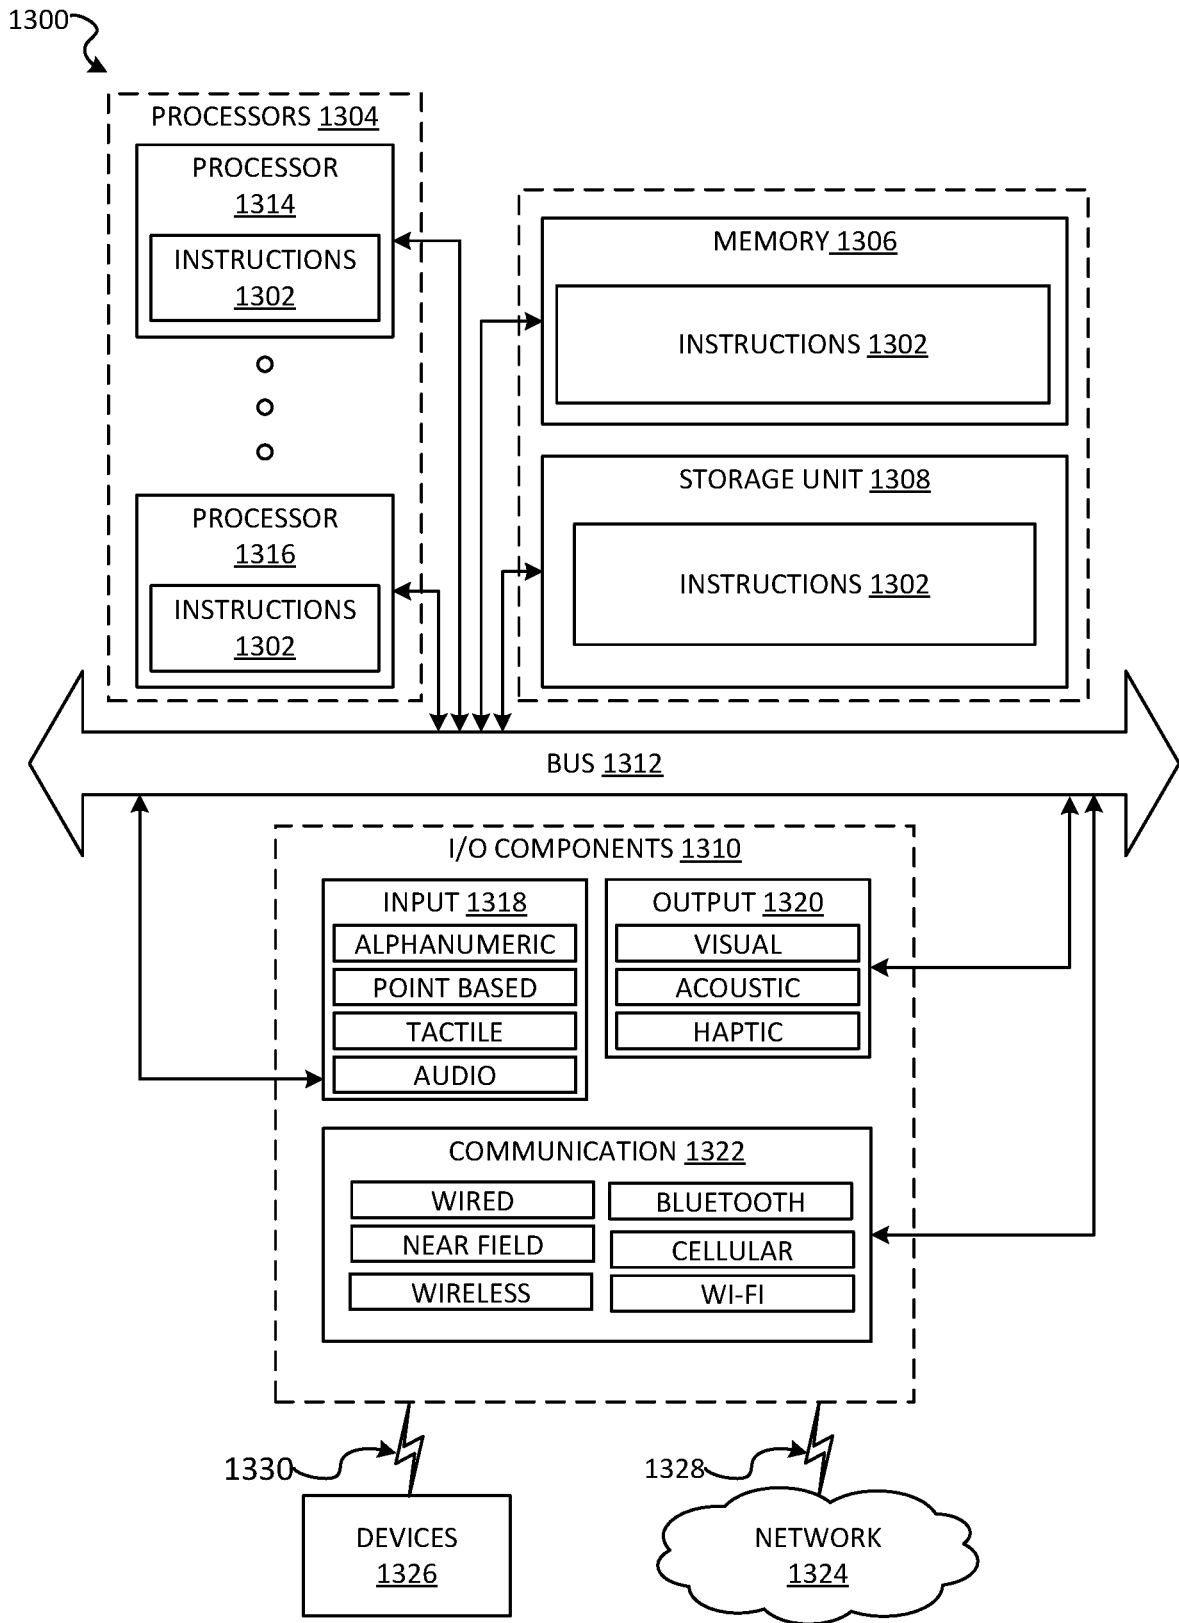 1300
PROCESSORS 1304
PROCESSOR
1314
INSTRUCTIONS
1302
PROCESSOR
1316
INSTRUCTIONS
1302
MEMORY 1306
INSTRUCTIONS 1302
STORAGE UNIT 1308
INSTRUCTIONS 1302
BUS 1312
I/O COMPONENTS 1310
INPUT 1318
ALPHANUMERIC
POINT BASED
TACTILE
AUDIO
OUTPUT 1320
VISUAL
ACOUSTIC
HAPTIC
COMMUNICATION 1322
WIRED
NEAR FIELD
WIRELESS
BLUETOOTH
CELLULAR
WI-FI
1330
1328
DEVICES
1326
NETWORK
1324